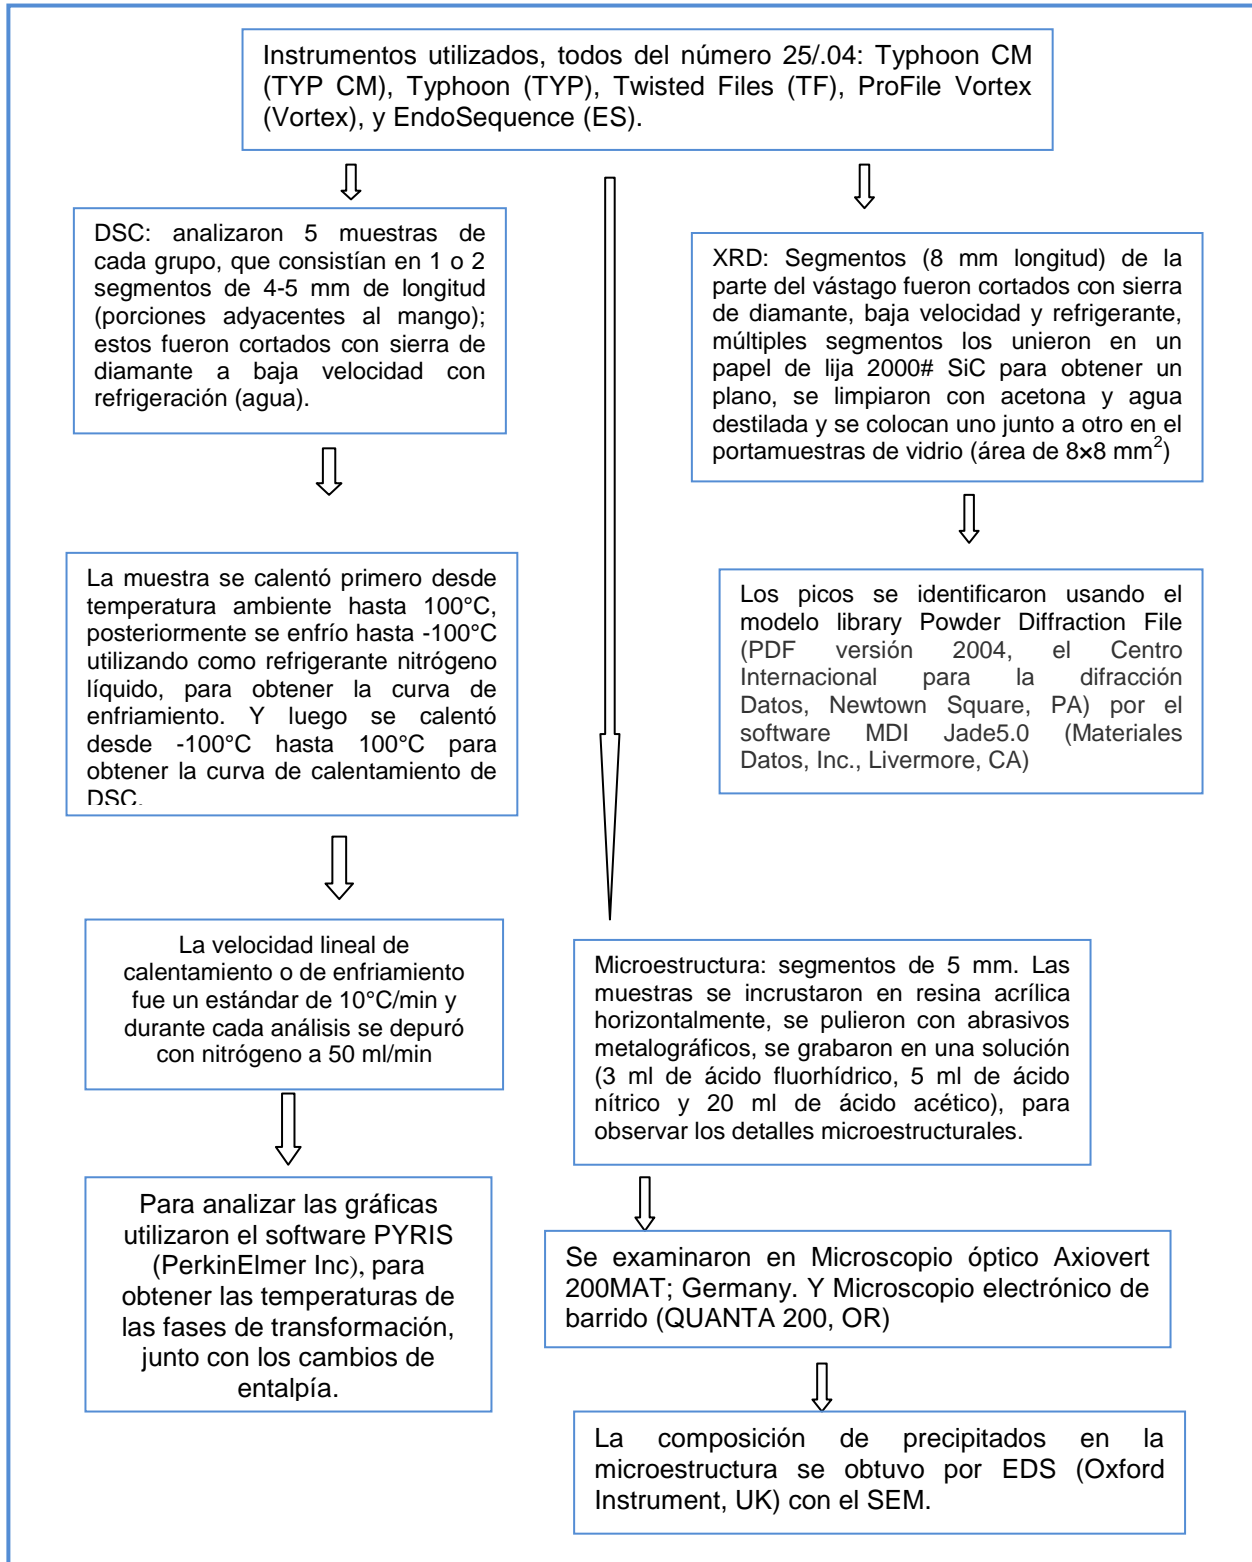 Instrumentos utilizados, todos del número 25/.04: Typhoon CM
(TYP CM), Typhoon (TYP), Twisted Files (TF), ProFile Vortex
(Vortex), y EndoSequence (ES).
DSC: analizaron 5 muestras de
cada grupo, que consistían en 1 o 2
segmentos de 4-5 mm de longitud
(porciones adyacentes al mango);
estos fueron cortados con sierra de
diamante a baja velocidad con
refrigeración (agua).
La muestra se calentó primero desde
temperatura ambiente hasta 100°C,
posteriormente se enfrío hasta -100°C
utilizando como refrigerante nitrógeno
líquido, para obtener la curva de
enfriamiento. Y luego se calentó
desde -100°C hasta 100°C para
obtener la curva de calentamiento de
DSC.
La velocidad lineal de
calentamiento o de enfriamiento
fue un estándar de 10°C/min y
durante cada análisis se depuró
con nitrógeno a 50 ml/min
Para analizar las gráficas
utilizaron el software PYRIS
(PerkinElmer Inc), para
obtener las temperaturas de
las fases de transformación,
junto con los cambios de
entalpía.
XRD: Segmentos (8 mm longitud) de la
parte del vástago fueron cortados con sierra
de diamante, baja velocidad y refrigerante,
múltiples segmentos los unieron en un
papel de lija 2000# SiC para obtener un
plano, se limpiaron con acetona y agua
destilada y se colocan uno junto a otro en el
portamuestras de vidrio (área de 8×8 mm²)
Los picos se identificaron usando el
modelo library Powder Diffraction File
(PDF versión 2004, el Centro
Internacional para la difracción
Datos, Newtown Square, PA) por el
software MDI Jade5.0 (Materiales
Datos, Inc., Livermore, CA)
Microestructura: segmentos de 5 mm. Las
muestras se incrustaron en resina acrílica
horizontalmente, se pulieron con abrasivos
metalográficos, se grabaron en una solución
(3 ml de ácido fluorhídrico, 5 ml de ácido
nítrico y 20 ml de ácido acético), para
observar los detalles microestructurales.
Se examinaron en Microscopio óptico Axiovert
200MAT; Germany. Y Microscopio electrónico de
barrido (QUANTA 200, OR)
La composición de precipitados en la
microestructura se obtuvo por EDS (Oxford
Instrument, UK) con el SEM.